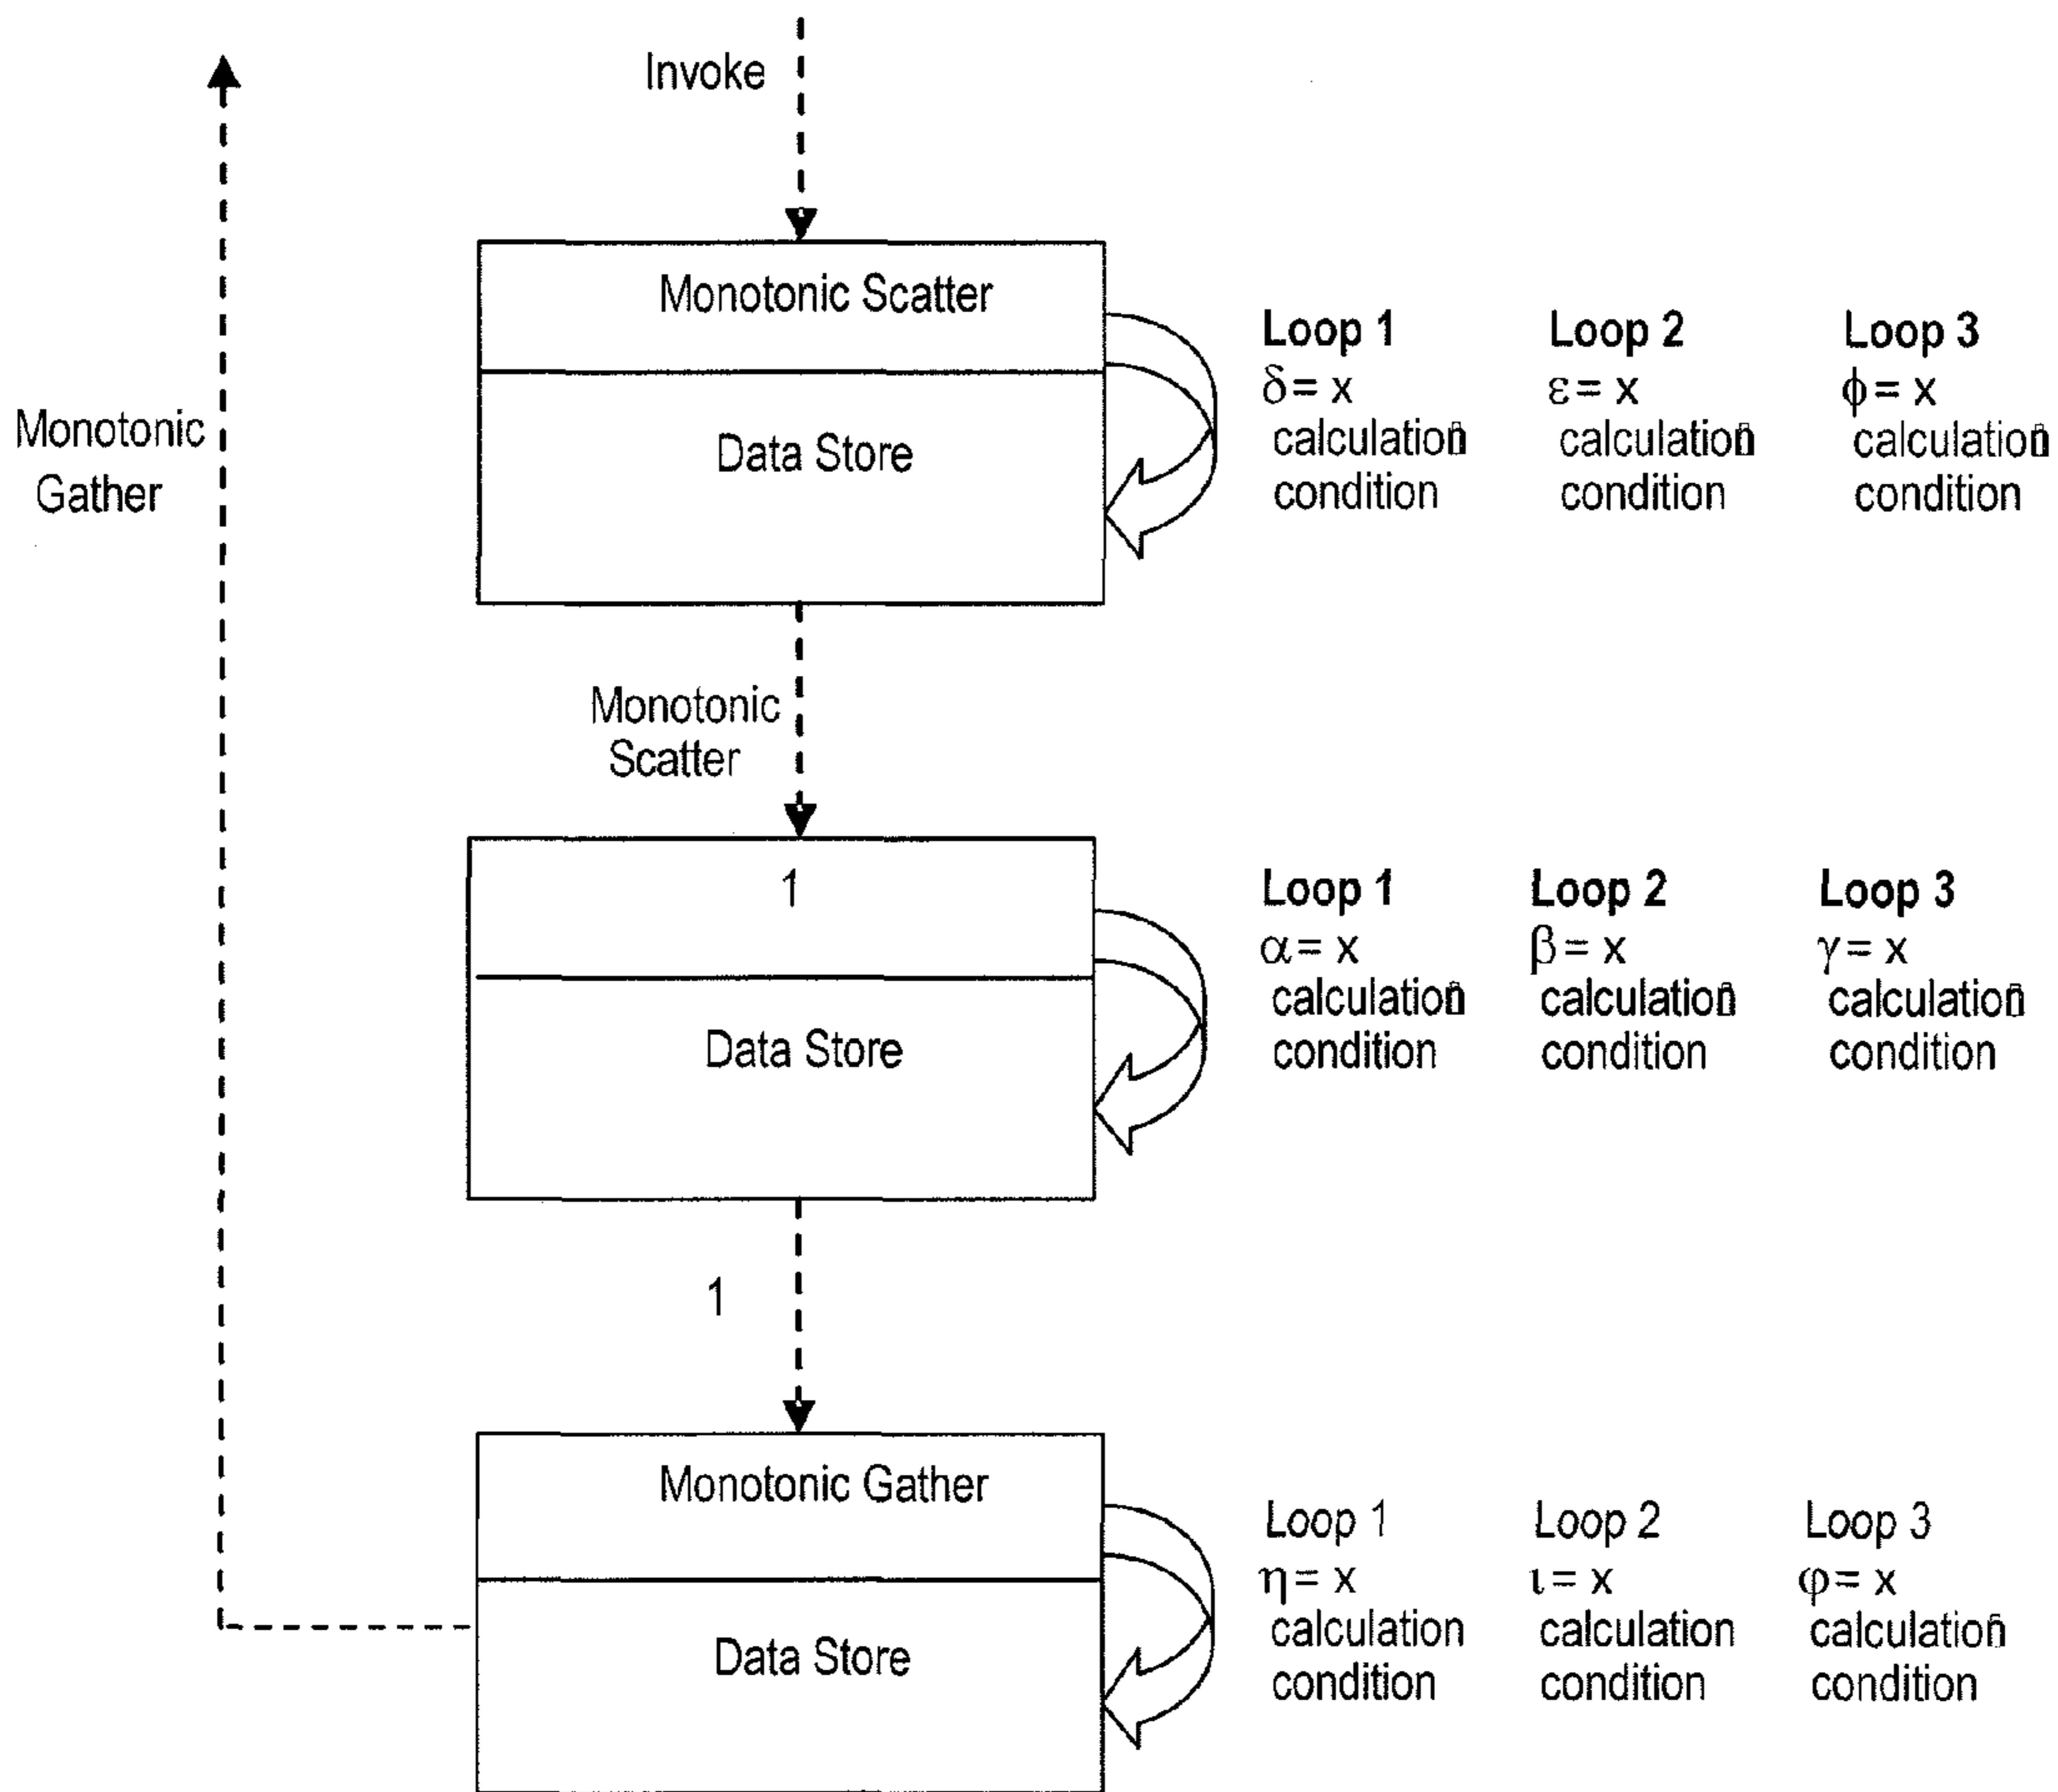 Invoke
Monotonic Scatter
Data Store
Loop 1 Loop 2 Loop 3
δ= x ε= x ϕ= x
calculation calculation calculation
condition condition condition
Monotonic
Gather
Monotonic
Scatter
1
Data Store
Loop 1 Loop 2 Loop 3
α= x β= x γ= x
calculation calculation calculation
condition condition condition
1
Monotonic Gather
Data Store
Loop 1 Loop 2 Loop 3
η= x ι= x φ= x
calculation calculation calculation
condition condition condition